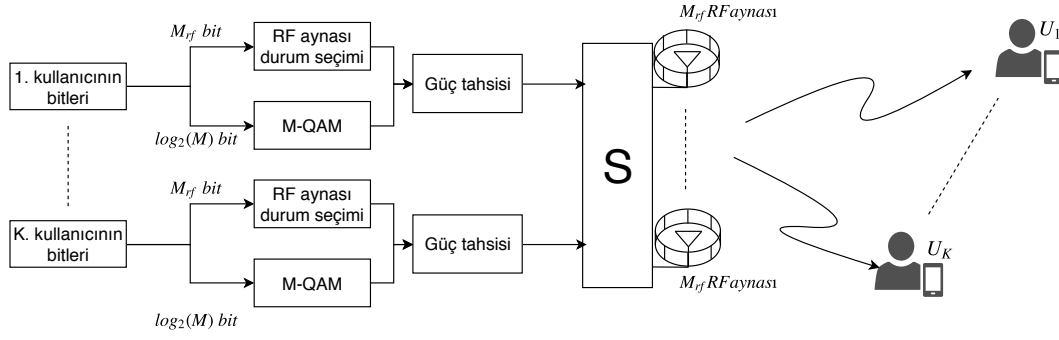 M_rf RFaynası
U_1
M_rf bit
RF aynası
durum seçimi
1. kullanıcının
bitleri
Güç tahsisi
log_2(M) bit
M-QAM
S
M_rf bit
RF aynası
durum seçimi
K. kullanıcının
bitleri
Güç tahsisi
M-QAM
log_2(M) bit
M_rf RFaynası
U_K